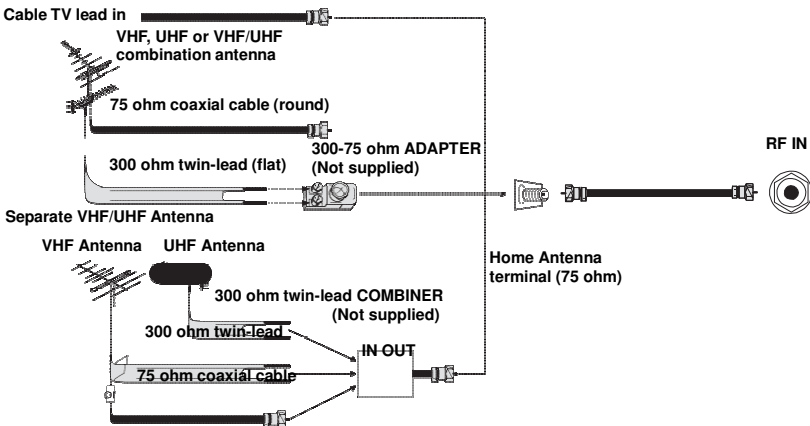 Cable TV lead in
VHF, UHF or VHF/UHF
combination antenna
75 ohm coaxial cable (round)
300-75 ohm ADAPTER
(Not supplied)
RF IN
300 ohm twin-lead (flat)
Separate VHF/UHF Antenna
VHF Antenna
UHF Antenna
Home Antenna
terminal (75 ohm)
300 ohm twin-lead COMBINER
(Not supplied)
300 ohm twin-lead
IN OUT
75 ohm coaxial cable